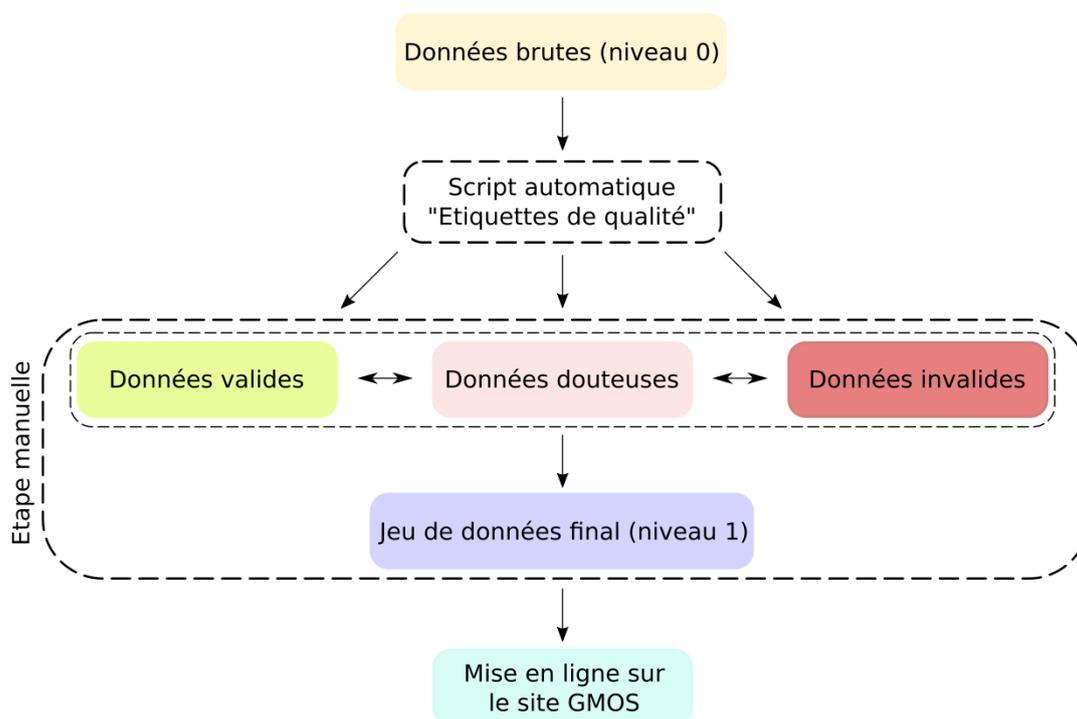 Données brutes (niveau 0)
Script automatique
"Etiquettes de qualité"
Données valides
Données douteuses
Données invalides
Etape manuelle
Jeu de données final (niveau 1)
Mise en ligne sur
le site GMOS